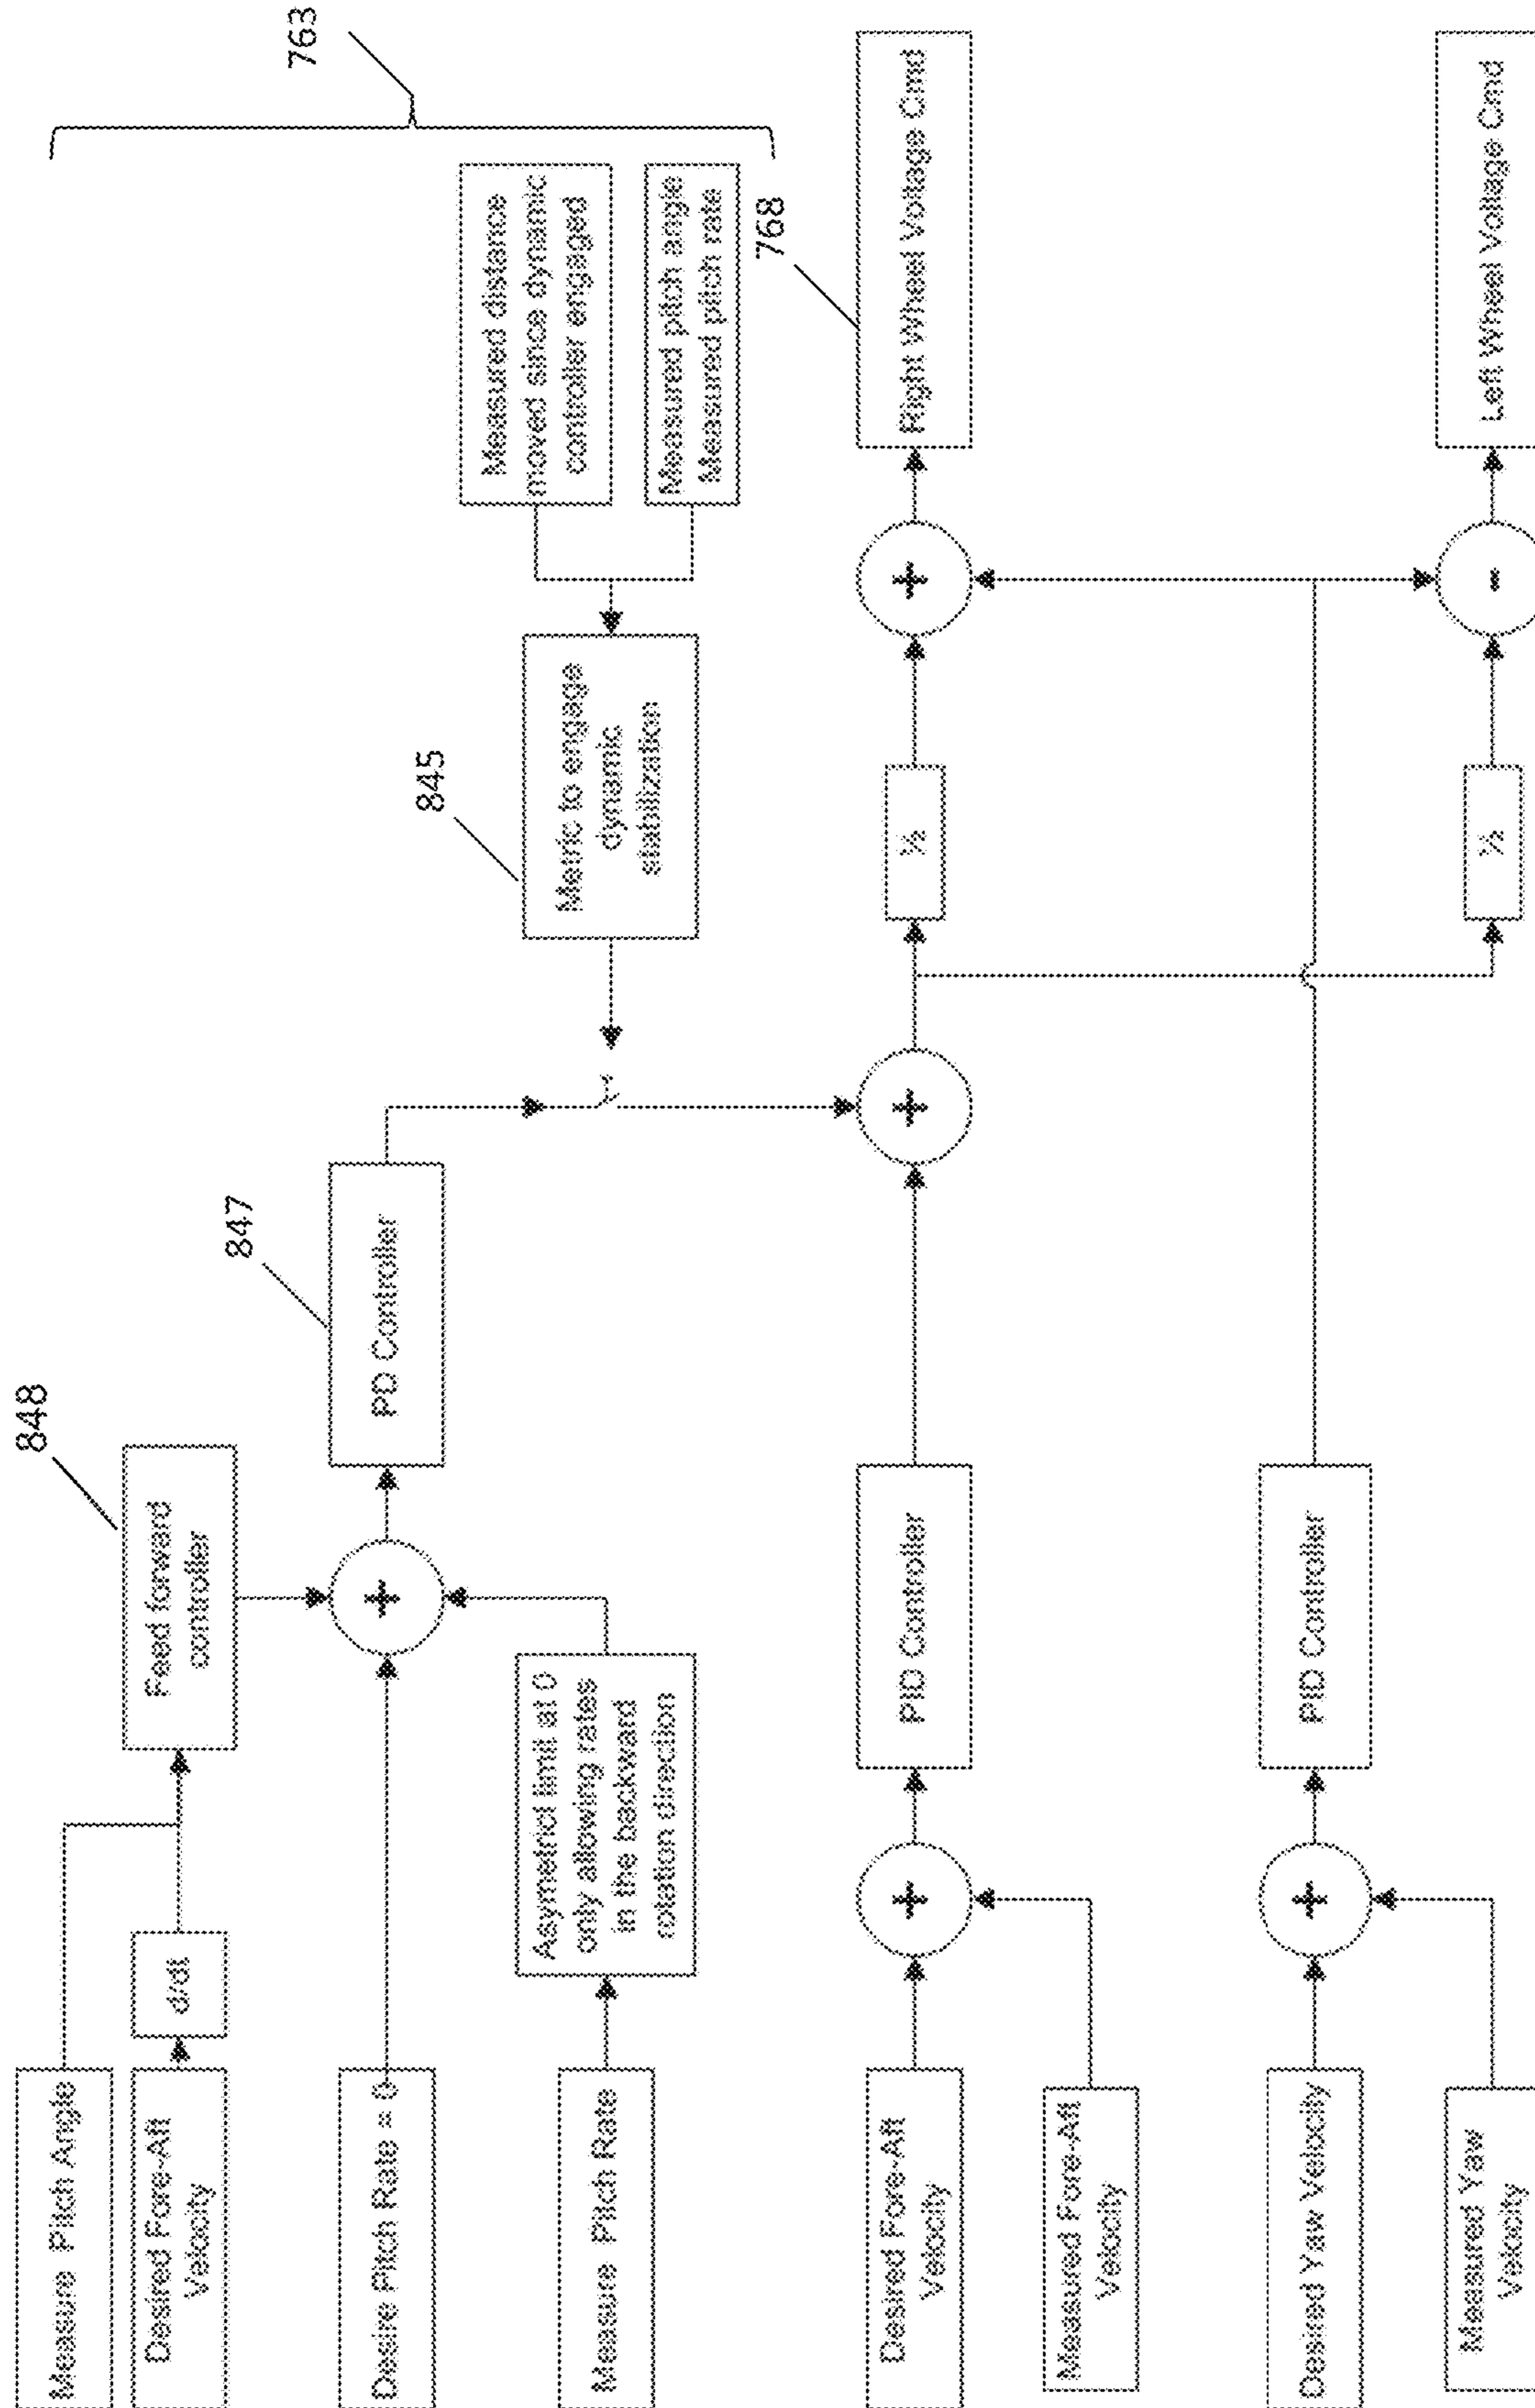 763
Measured distance
moved since dynamic
controller engaged
Measured pitch angle
Measured pitch rate
845
Metric to engage
dynamic
stabilization
848
Feed forward
controller
847
PD Controller
Measure Pitch Angle
Desired Fore-Aft
Velocity
d/dt
Desire Pitch Rate = 0
+
Measure Pitch Rate
Asymetricl limit at 0
only allowing rates
in the backward
rotation direction
768
Desired Fore-Aft
Velocity
+
PID Controller
+
½
+
Right Wheel Voltage Cmd
Measured Fore-Aft
Velocity
Desired Yaw Velocity
+
PID Controller
Measured Yaw
Velocity
½
-
Left Wheel Voltage Cmd